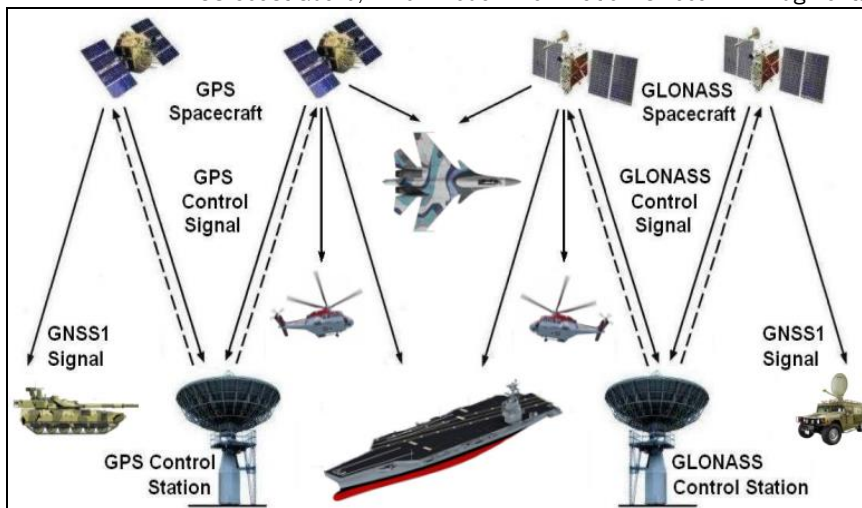 GPS
Spacecraft
GLONASS
Spacecraft
GPS
Control
Signal
GLONASS
Control
Signal
GNSS1
Signal
GNSS1
Signal
GPS Control
Station
GLONASS
Control Station